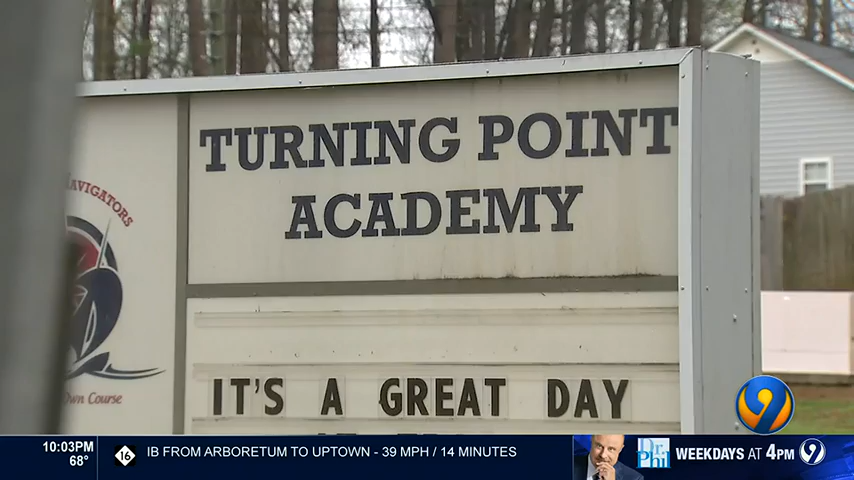 NAVIGATORS
TURNING POINT
ACADEMY
Own Course
IT'S A GREAT DAY
9
10:03PM
68°
16
IB FROM ARBORETUM TO UPTOWN - 39 MPH / 14 MINUTES
Dr. Phil
WEEKDAYS AT 4PM
9